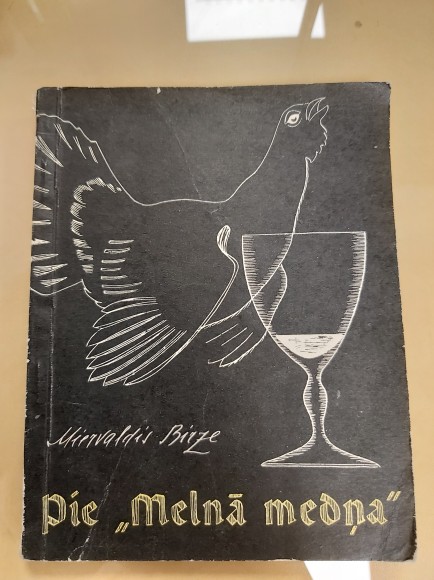 Miervaldis Birze
Pie „Melnā medņa”